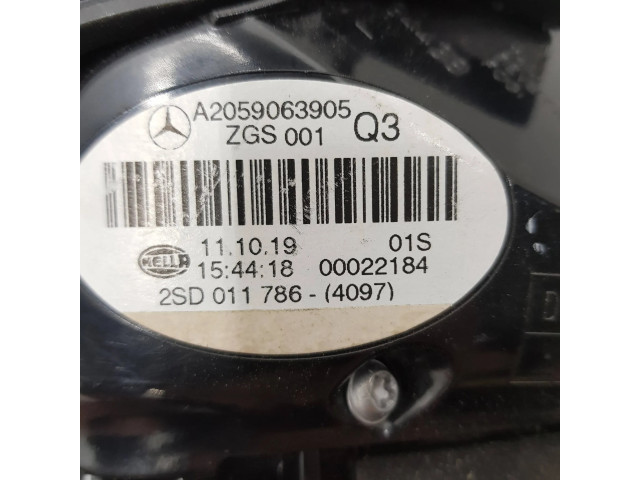 A2059063905
ZGS 001 Q3
HELLA 11.10.19 01S
15:44:18 00022184
2SD 011 786 - (4097)